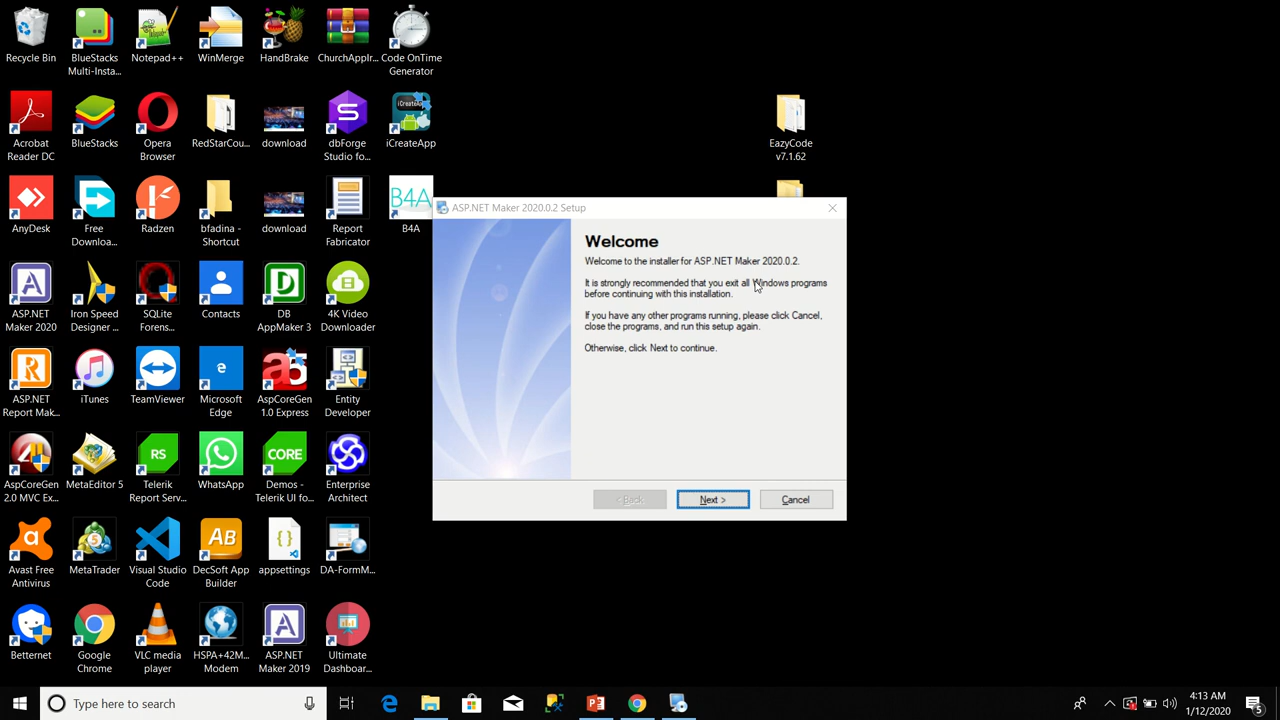 Recycle Bin
BlueStacks
Multi-Insta...
Notepad++
WinMerge
HandBrake
ChurchAppIr...
Code OnTime
Generator
Acrobat
Reader DC
BlueStacks
Opera
Browser
RedStarCou...
download
dbForge
Studio fo...
iCreateApp
iCreateApp
EazyCode
v7.1.62
AnyDesk
Free
Downloa...
Radzen
bfadina -
Shortcut
download
Report
Fabricator
B4A
B4A
ASP.NET Maker 2020.0.2 Setup
Welcome
Welcome to the installer for ASP.NET Maker 2020.0.2.
It is strongly recommended that you exit all Windows programs
before continuing with this installation.
If you have any other programs running, please click Cancel,
close the programs, and run this setup again.
Otherwise, click Next to continue.
< Back
Next >
Cancel
ASP.NET
Maker 2020
Iron Speed
Designer ...
SQLite
Forens...
Contacts
DB
AppMaker 3
4K Video
Downloader
ASP.NET
Report Mak...
iTunes
TeamViewer
Microsoft
Edge
a5
AspCoreGen
1.0 Express
Entity
Developer
AspCoreGen
2.0 MVC Ex...
MetaEditor 5
RS
Telerik
Report Serv...
WhatsApp
CORE
Demos -
Telerik UI fo...
Enterprise
Architect
Avast Free
Antivirus
MetaTrader
Visual Studio
Code
AB
DecSoft App
Builder
appsettings
DA-FormM...
Betternet
Google
Chrome
VLC media
player
HSPA+42M...
Modem
ASP.NET
Maker 2019
Ultimate
Dashboar...
Type here to search
4:13 AM
1/12/2020
5